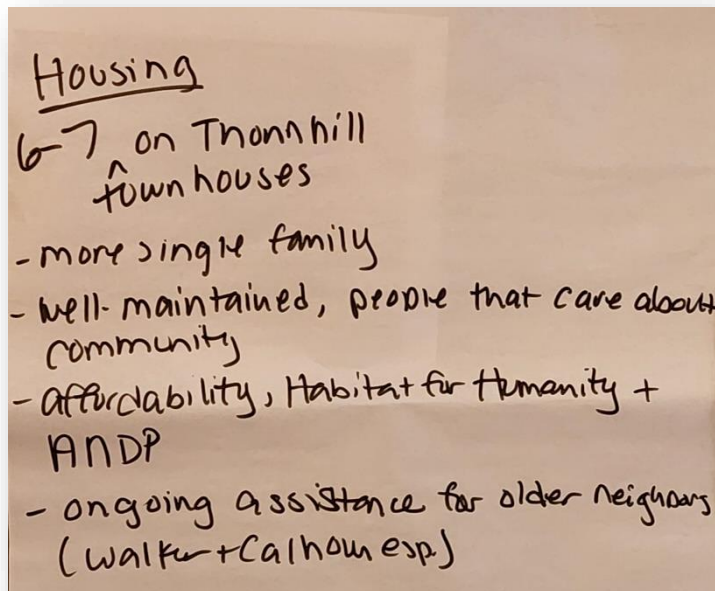 Housing
6-7 on Thornhill
^
townhouses
- more single family
- well-maintained, people that care about
community
- affordability, Habitat for Humanity +
ANDP
- ongoing assistance for older neighbors
(Walker + Calhoun esp)